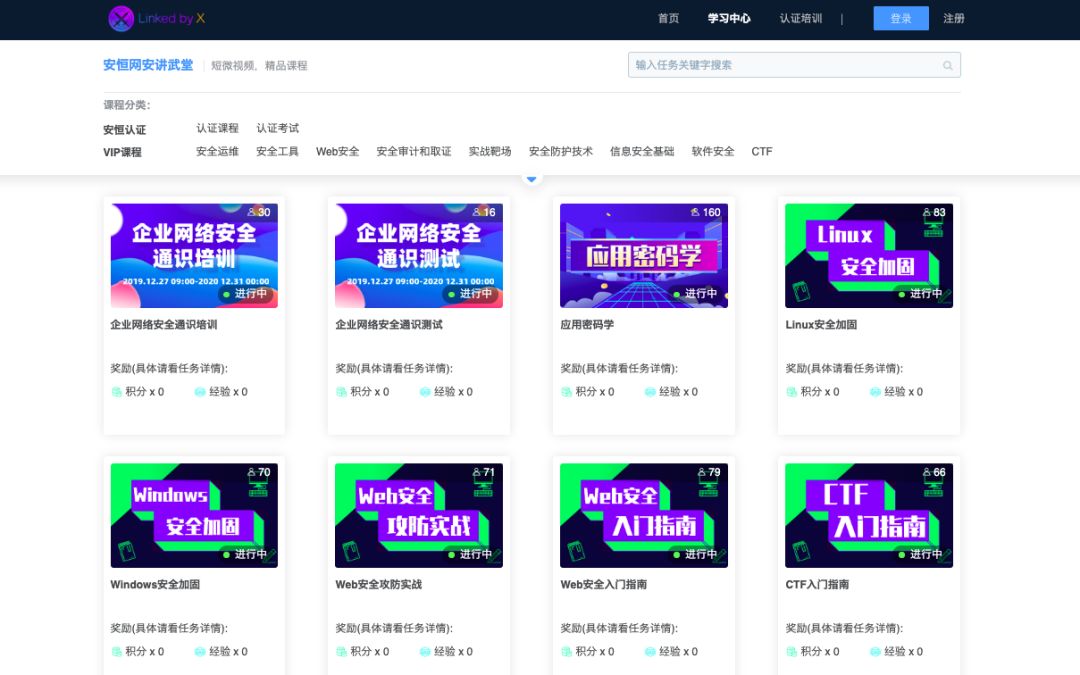 Linked by X
首页 学习中心 认证培训 | 登录 注册
安恒网安讲武堂 短微视频，精品课程
输入任务关键字搜索
课程分类：
安恒认证 认证课程 认证考试
VIP课程 安全运维 安全工具 Web安全 安全审计和取证 实战靶场 安全防护技术 信息安全基础 软件安全 CTF
30
企业网络安全
通识培训
2019.12.27 09:00-2020 12.31 00:00
进行中
企业网络安全通识培训
奖励(具体请看任务详情):
积分 x 0 经验 x 0
16
企业网络安全
通识测试
2019.12.27 09:00-2020 12.31 00:00
进行中
企业网络安全通识测试
奖励(具体请看任务详情):
积分 x 0 经验 x 0
160
应用密码学
进行中
应用密码学
奖励(具体请看任务详情):
积分 x 0 经验 x 0
83
Linux
安全加固
进行中
Linux安全加固
奖励(具体请看任务详情):
积分 x 0 经验 x 0
70
Windows
安全加固
进行中
Windows安全加固
奖励(具体请看任务详情):
积分 x 0 经验 x 0
71
Web安全
攻防实战
进行中
Web安全攻防实战
奖励(具体请看任务详情):
积分 x 0 经验 x 0
79
Web安全
入门指南
进行中
Web安全入门指南
奖励(具体请看任务详情):
积分 x 0 经验 x 0
66
CTF
入门指南
进行中
CTF入门指南
奖励(具体请看任务详情):
积分 x 0 经验 x 0